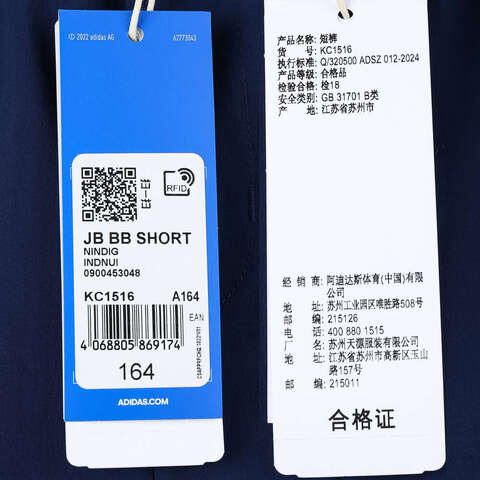 © 2022 adidas AG
AZ773043
RFID
JB BB SHORT
NINDIG
INDNUI
0900453048
KC1516 A164
EAN
4 068805 869174
164
ADIDAS.COM
产品名称: 短裤
货 号: KC1516
执行标准: Q/320500 ADSZ 012-2024
产品等级: 合格品
检验合格: 检18
安全类别: GB 31701 B类
产 地: 江苏省苏州市
经 销 商: 阿迪达斯体育(中国)有限
公司
地 址: 苏州工业园区唯胜路508号
邮 编: 215126
电 话: 400 880 1515
厂 名: 苏州天源服装有限公司
地 址: 江苏省苏州市高新区玉山
路157号
邮 编: 215011
合格证